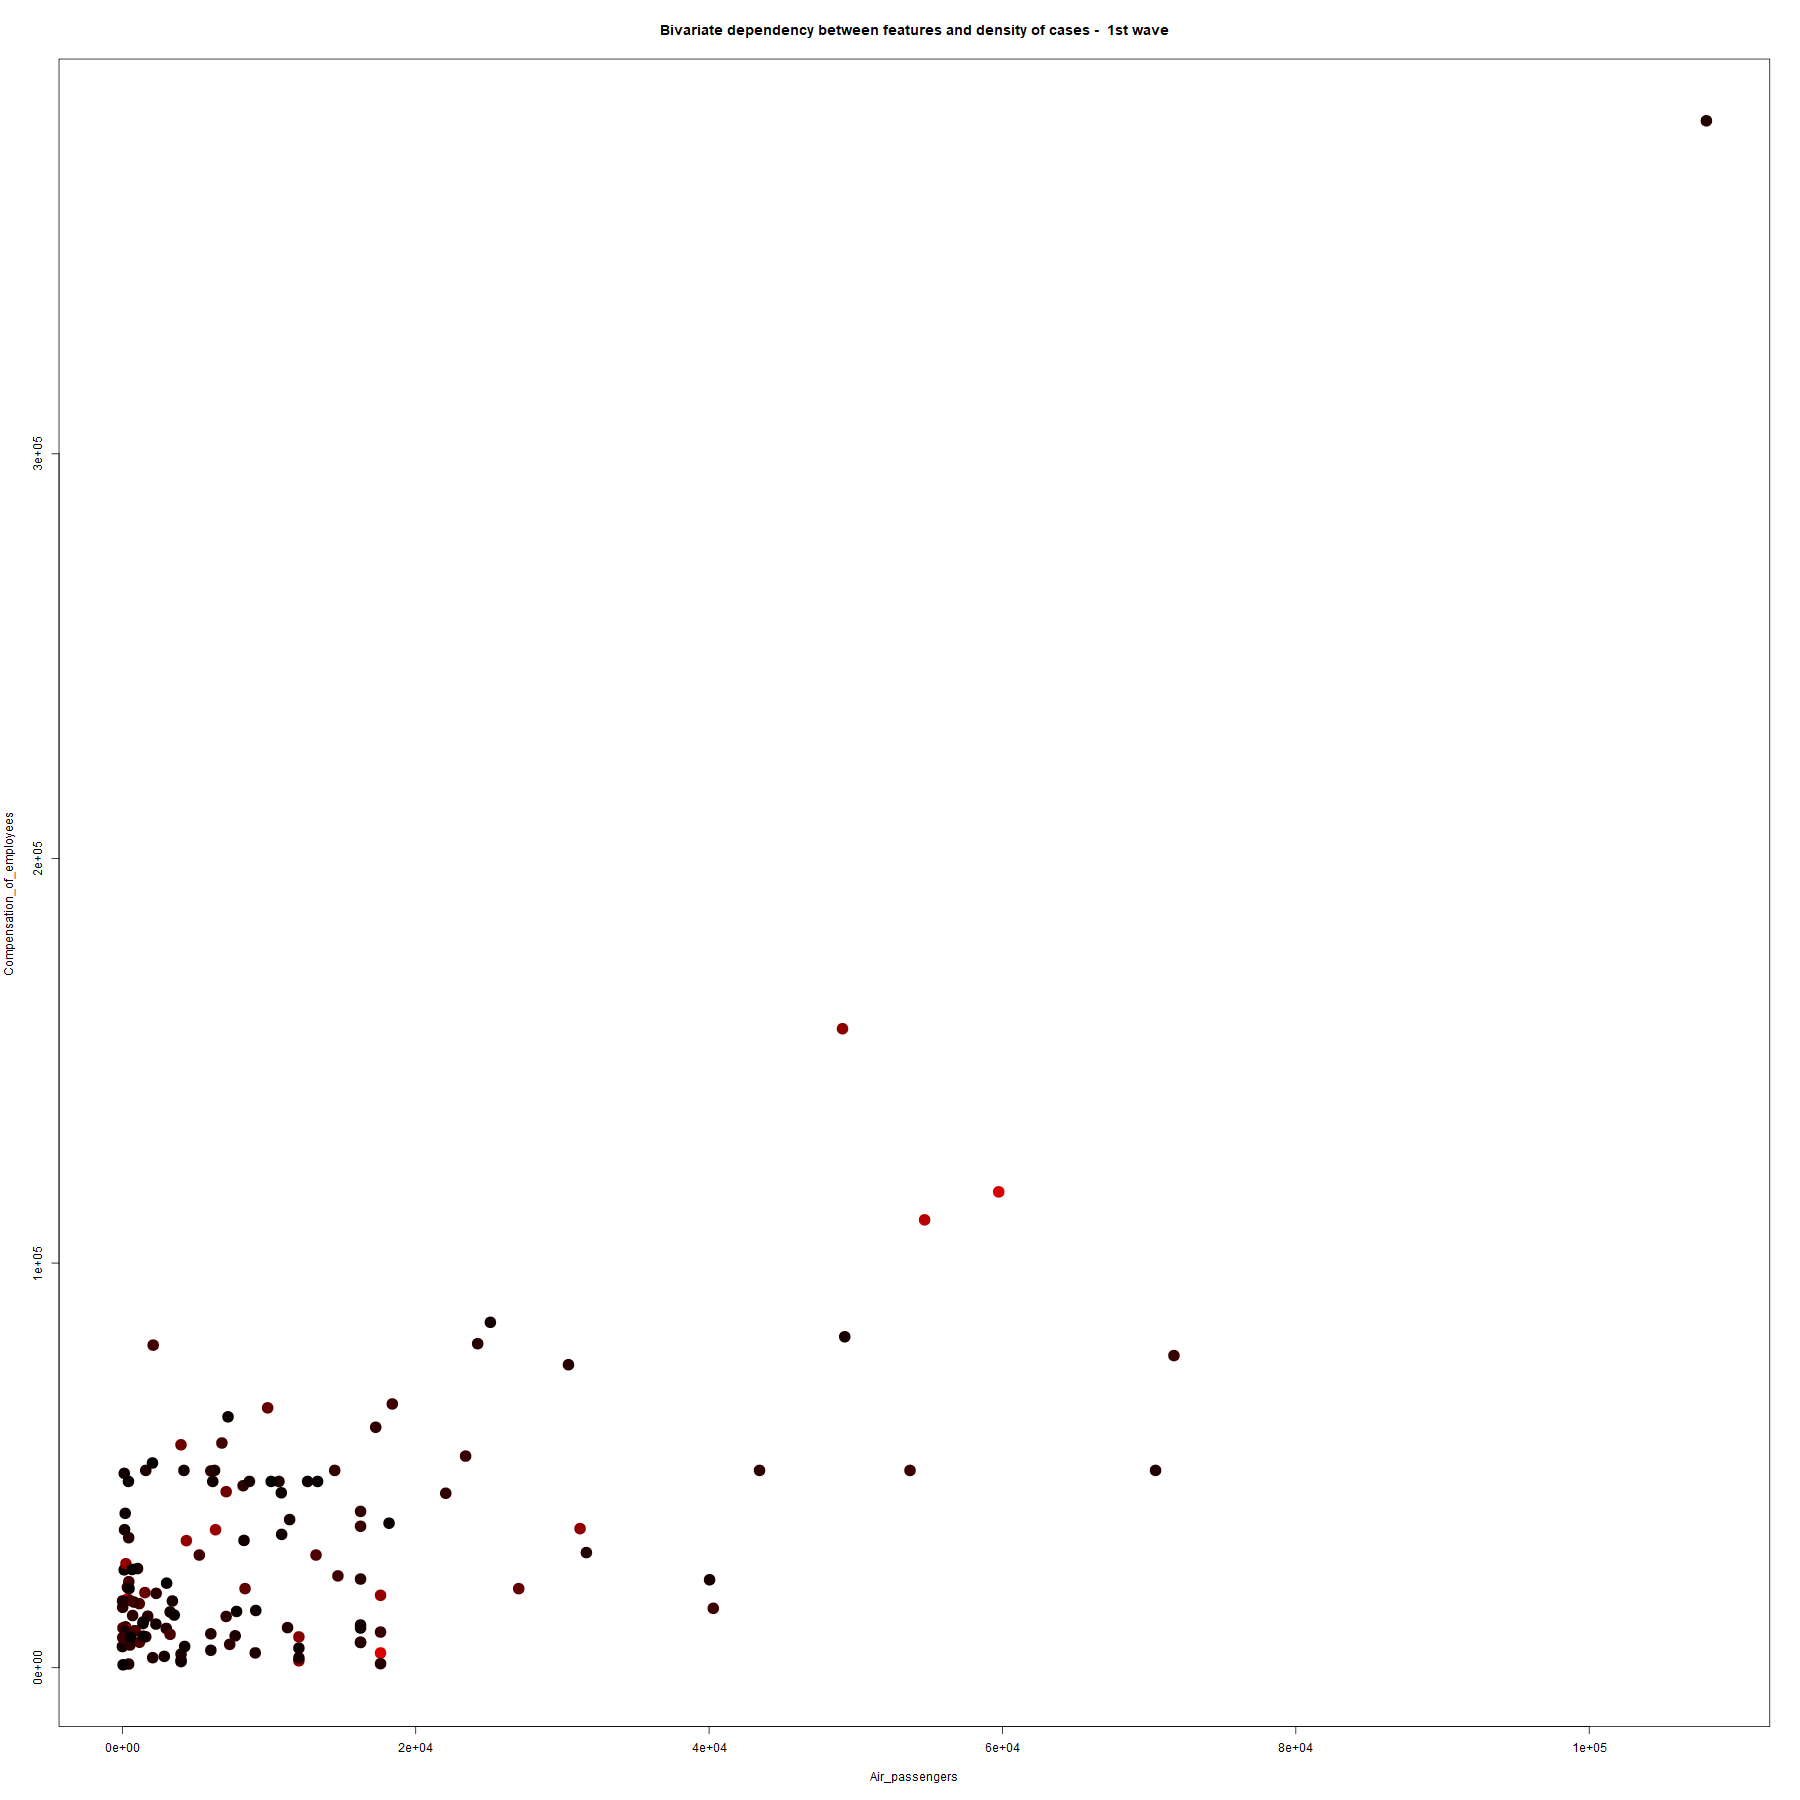 Bivariate dependency between features and density of cases - 1st wave
Compensation_of_employees
3e+05
2e+05
1e+05
0e+00
0e+00 2e+04 4e+04 6e+04 8e+04 1e+05
Air_passengers